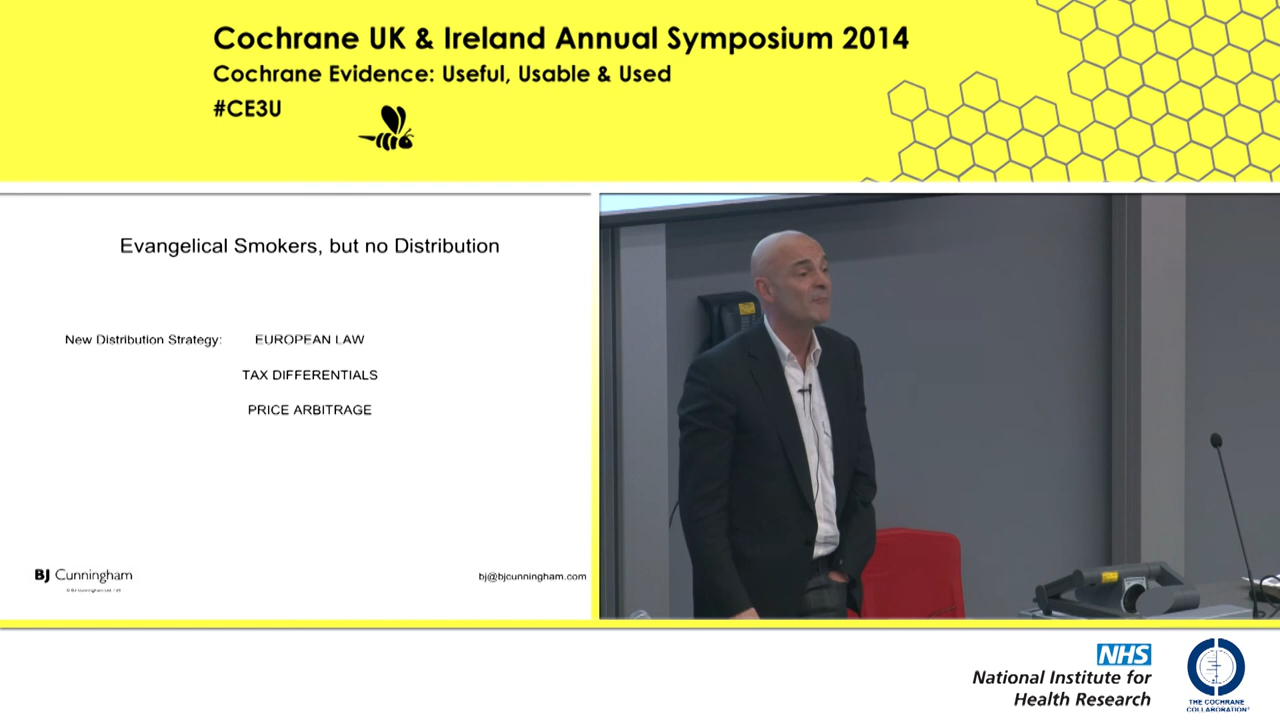 Cochrane UK & Ireland Annual Symposium 2014
Cochrane Evidence: Useful, Usable & Used
#CE3U
Evangelical Smokers, but no Distribution
New Distribution Strategy: EUROPEAN LAW
TAX DIFFERENTIALS
PRICE ARBITRAGE
BJ Cunningham
bj@bjcunningham.com
NHS
National Institute for
Health Research
THE COCHRANE
COLLABORATION®